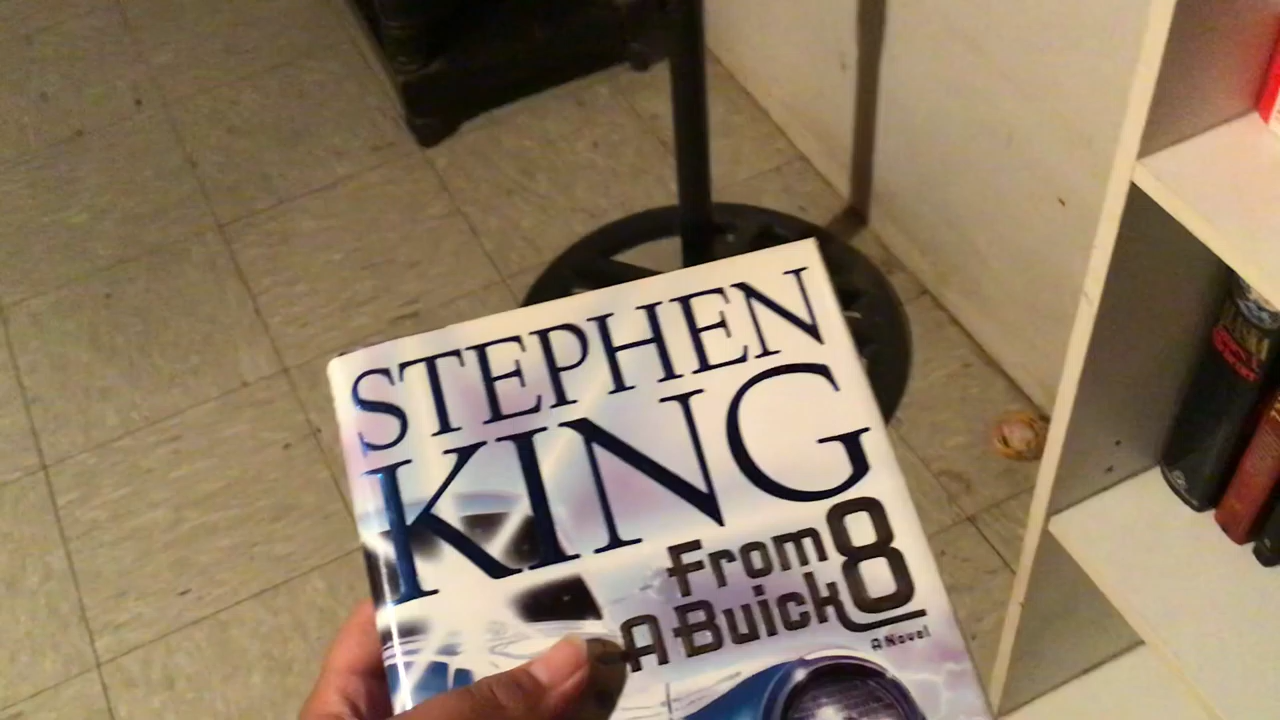 STEPHEN
KING
From
A Buick 8
A Novel